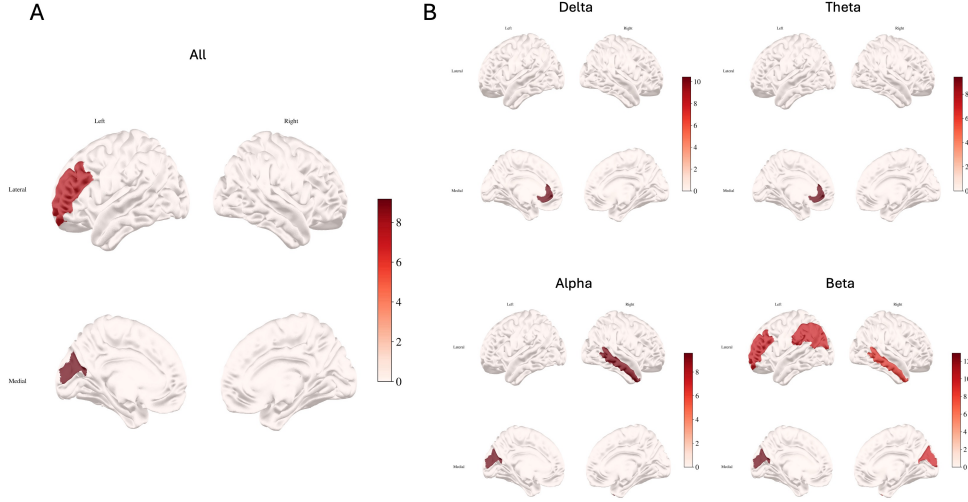 A
All
Left Right
Lateral
Medial
8
6
4
2
0
B
Delta
Left Right
Lateral
Medial
10
8
6
4
2
0
Theta
Left Right
Lateral
Medial
8
6
4
2
0
Alpha
Left Right
Lateral
Medial
8
6
4
2
0
Beta
Left Right
Lateral
Medial
12
10
8
6
4
2
0